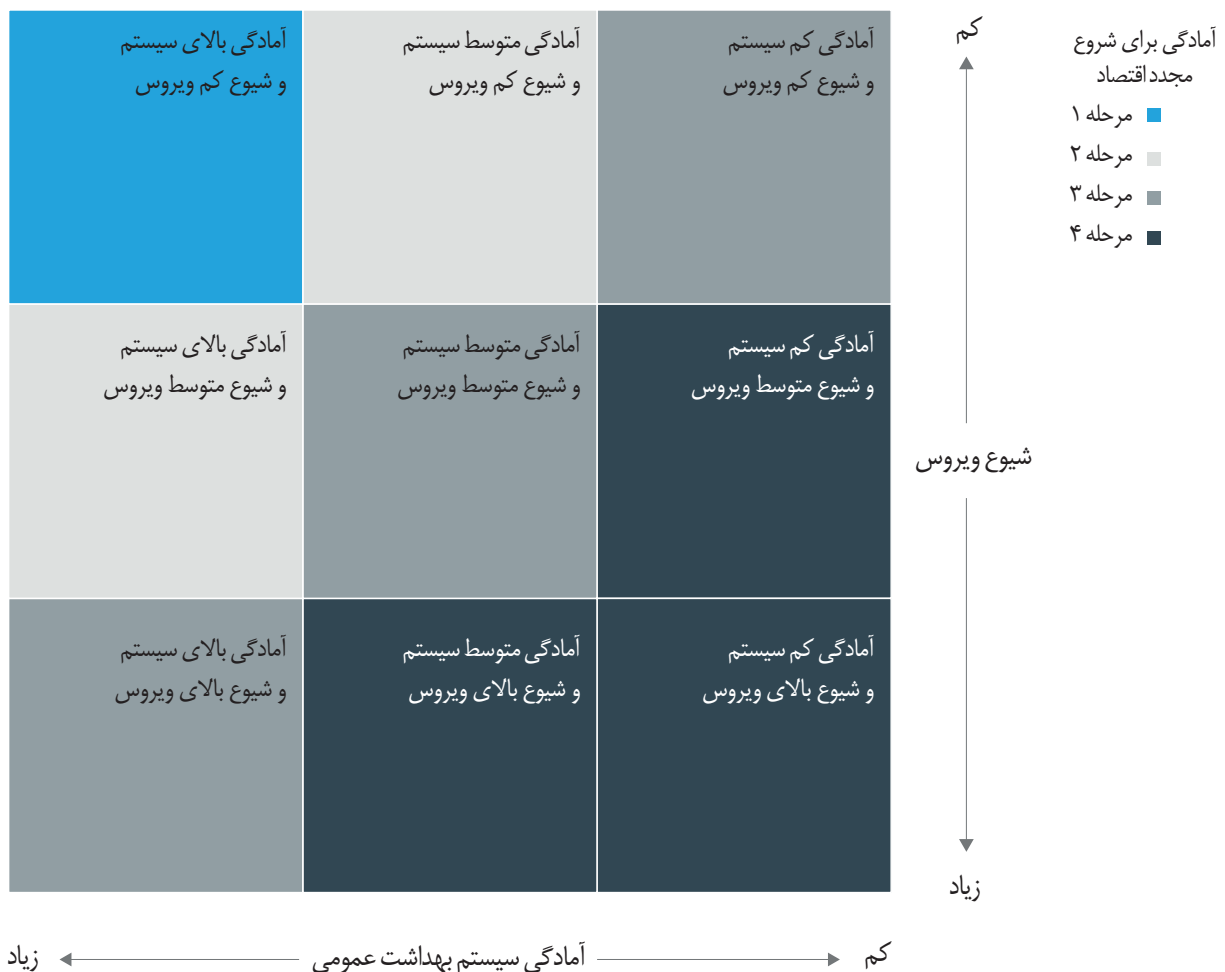 آمادگی برای شروع
مجدد اقتصاد
مرحله ۱
مرحله ۲
مرحله ۳
مرحله ۴
کم
شیوع ویروس
زیاد
آمادگی کم سیستم
و شیوع کم ویروس
آمادگی متوسط سیستم
و شیوع کم ویروس
آمادگی بالای سیستم
و شیوع کم ویروس
آمادگی کم سیستم
و شیوع متوسط ویروس
آمادگی متوسط سیستم
و شیوع متوسط ویروس
آمادگی بالای سیستم
و شیوع متوسط ویروس
آمادگی کم سیستم
و شیوع بالای ویروس
آمادگی متوسط سیستم
و شیوع بالای ویروس
آمادگی بالای سیستم
و شیوع بالای ویروس
کم
آمادگی سیستم بهداشت عمومی
زیاد